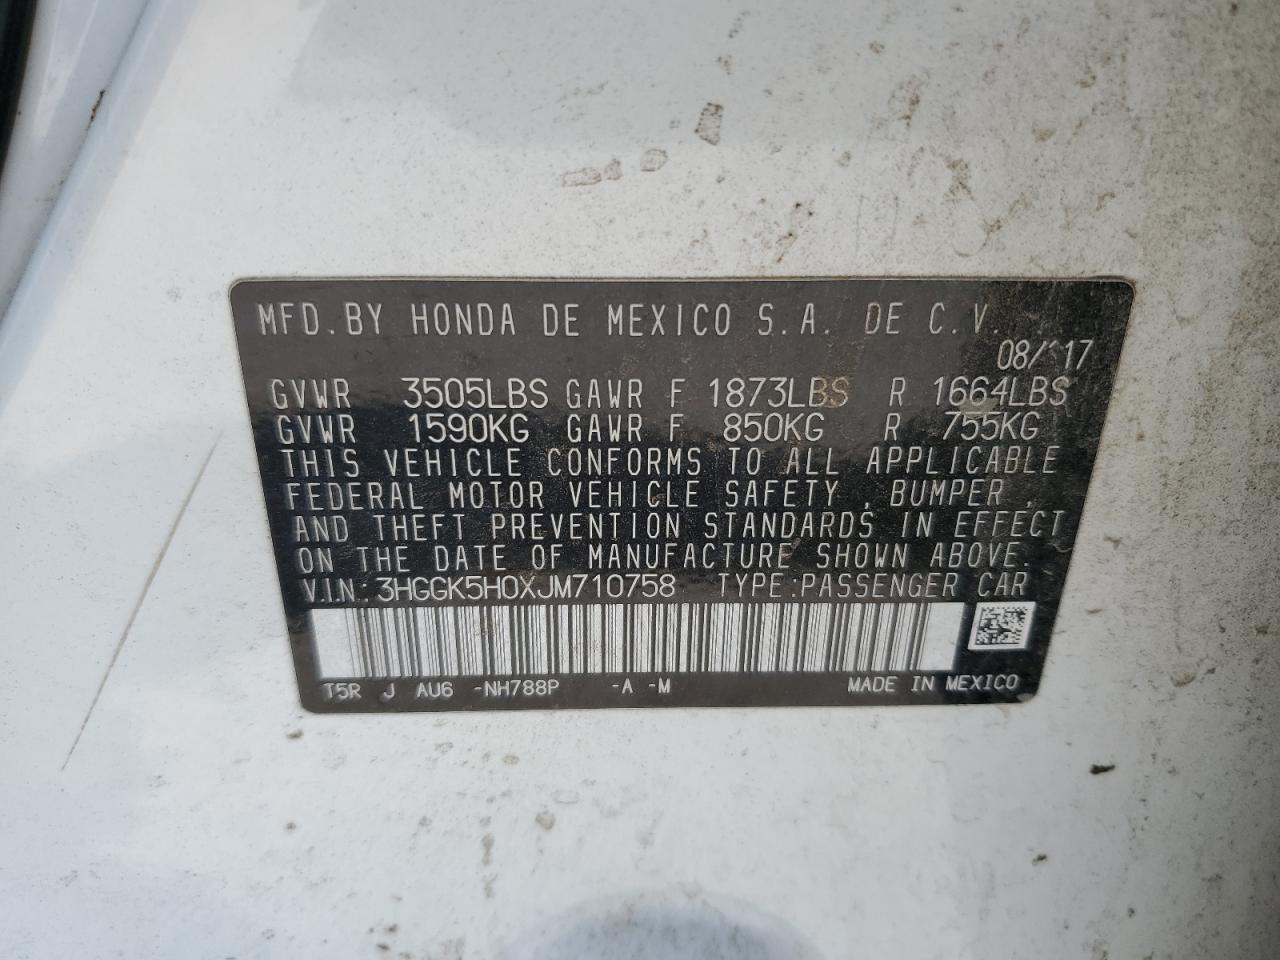 MFD. BY HONDA DE MEXICO S.A. DE C.V.
08/'17
GVWR 3505LBS GAWR F 1873LBS R 1664LBS
GVWR 1590KG GAWR F 850KG R 755KG
THIS VEHICLE CONFORMS TO ALL APPLICABLE
FEDERAL MOTOR VEHICLE SAFETY , BUMPER ,
AND THEFT PREVENTION STANDARDS IN EFFECT
ON THE DATE OF MANUFACTURE SHOWN ABOVE.
V.I.N.: 3HGGK5H0XJM710758 TYPE:PASSENGER CAR
T5R J AU6 -NH788P -A -M MADE IN MEXICO